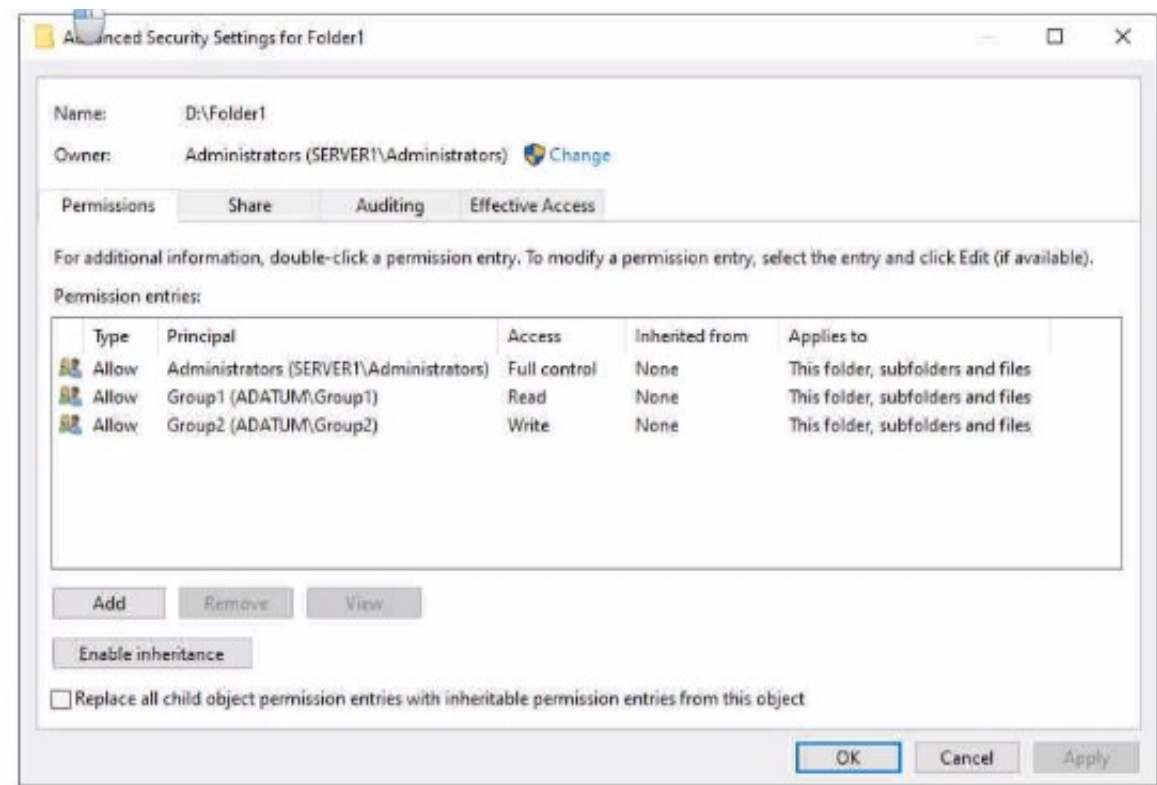 Advanced Security Settings for Folder1
Name: D:\Folder1
Owner: Administrators (SERVER1\Administrators) Change
Permissions Share Auditing Effective Access
For additional information, double-click a permission entry. To modify a permission entry, select the entry and click Edit (if available).
Permission entries:
Type Principal Access Inherited from Applies to
Allow Administrators (SERVER1\Administrators) Full control None This folder, subfolders and files
Allow Group1 (ADATUM\Group1) Read None This folder, subfolders and files
Allow Group2 (ADATUM\Group2) Write None This folder, subfolders and files
Add Remove View
Enable inheritance
Replace all child object permission entries with inheritable permission entries from this object
OK Cancel Apply